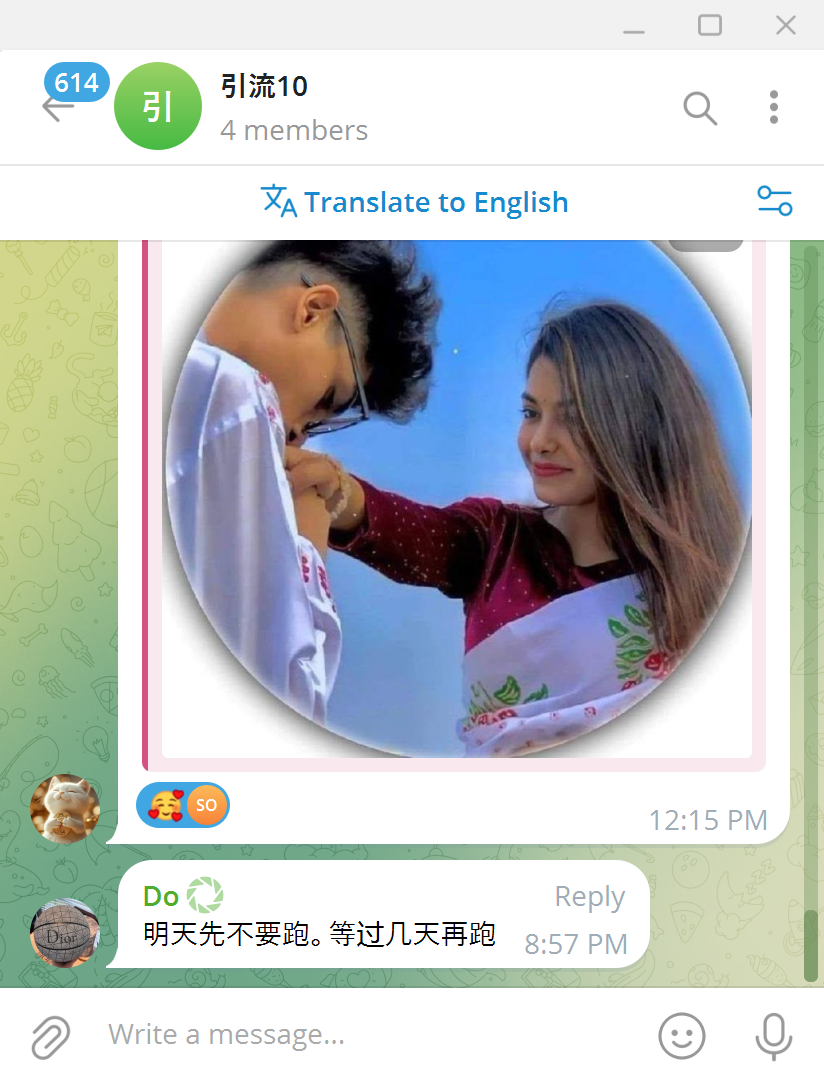 614
引
引流10
4 members
Translate to English
SO
12:15 PM
Do
Reply
明天先不要跑。等过几天再跑
8:57 PM
Dior
Write a message...